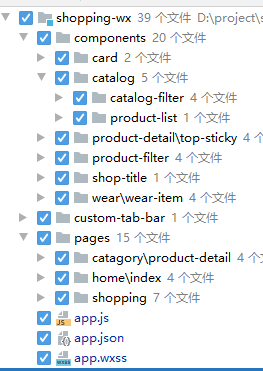 shopping-wx 39 个文件 D:\project\s
components 20 个文件
card 2 个文件
catalog 5 个文件
catalog-filter 4 个文件
product-list 1 个文件
product-detail\top-sticky 4 个
product-filter 4 个文件
shop-title 1 个文件
wear\wear-item 4 个文件
custom-tab-bar 1 个文件
pages 15 个文件
catagory\product-detail 4 个
home\index 4 个文件
shopping 7 个文件
JS app.js
app.json
WXSS app.wxss